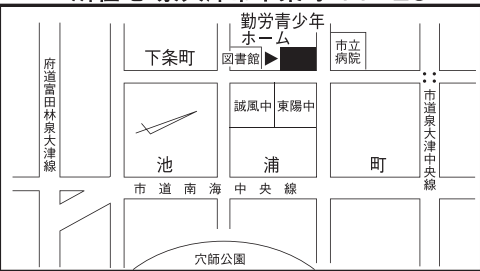 勤労青少年
ホーム
下条町
図書館
市立
病院
府道富田林泉大津線
誠風中
東陽中
市道泉大津中央線
池浦町
市道南海中央線
穴師公園